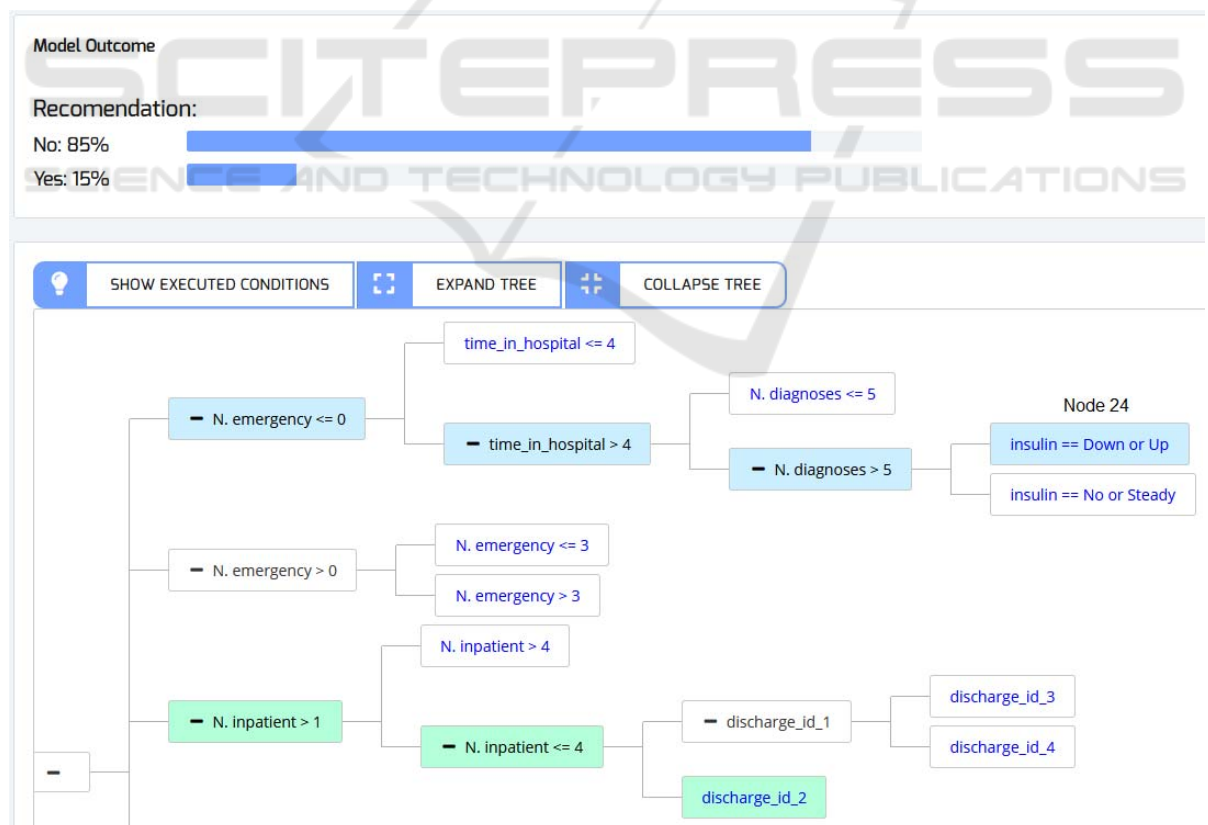 Model Outcome
SCITEPRESS
Recomendation:
No: 85%
Yes: 15%
SCIENCE AND TECHNOLOGY PUBLICATIONS
SHOW EXECUTED CONDITIONS
EXPAND TREE
COLLAPSE TREE
time_in_hospital <= 4
N. diagnoses <= 5
Node 24
N. emergency <= 0
time_in_hospital > 4
insulin == Down or Up
N. diagnoses > 5
insulin == No or Steady
N. emergency <= 3
N. emergency > 0
N. emergency > 3
N. inpatient > 4
discharge_id_3
N. inpatient > 1
discharge_id_1
N. inpatient <= 4
discharge_id_4
discharge_id_2